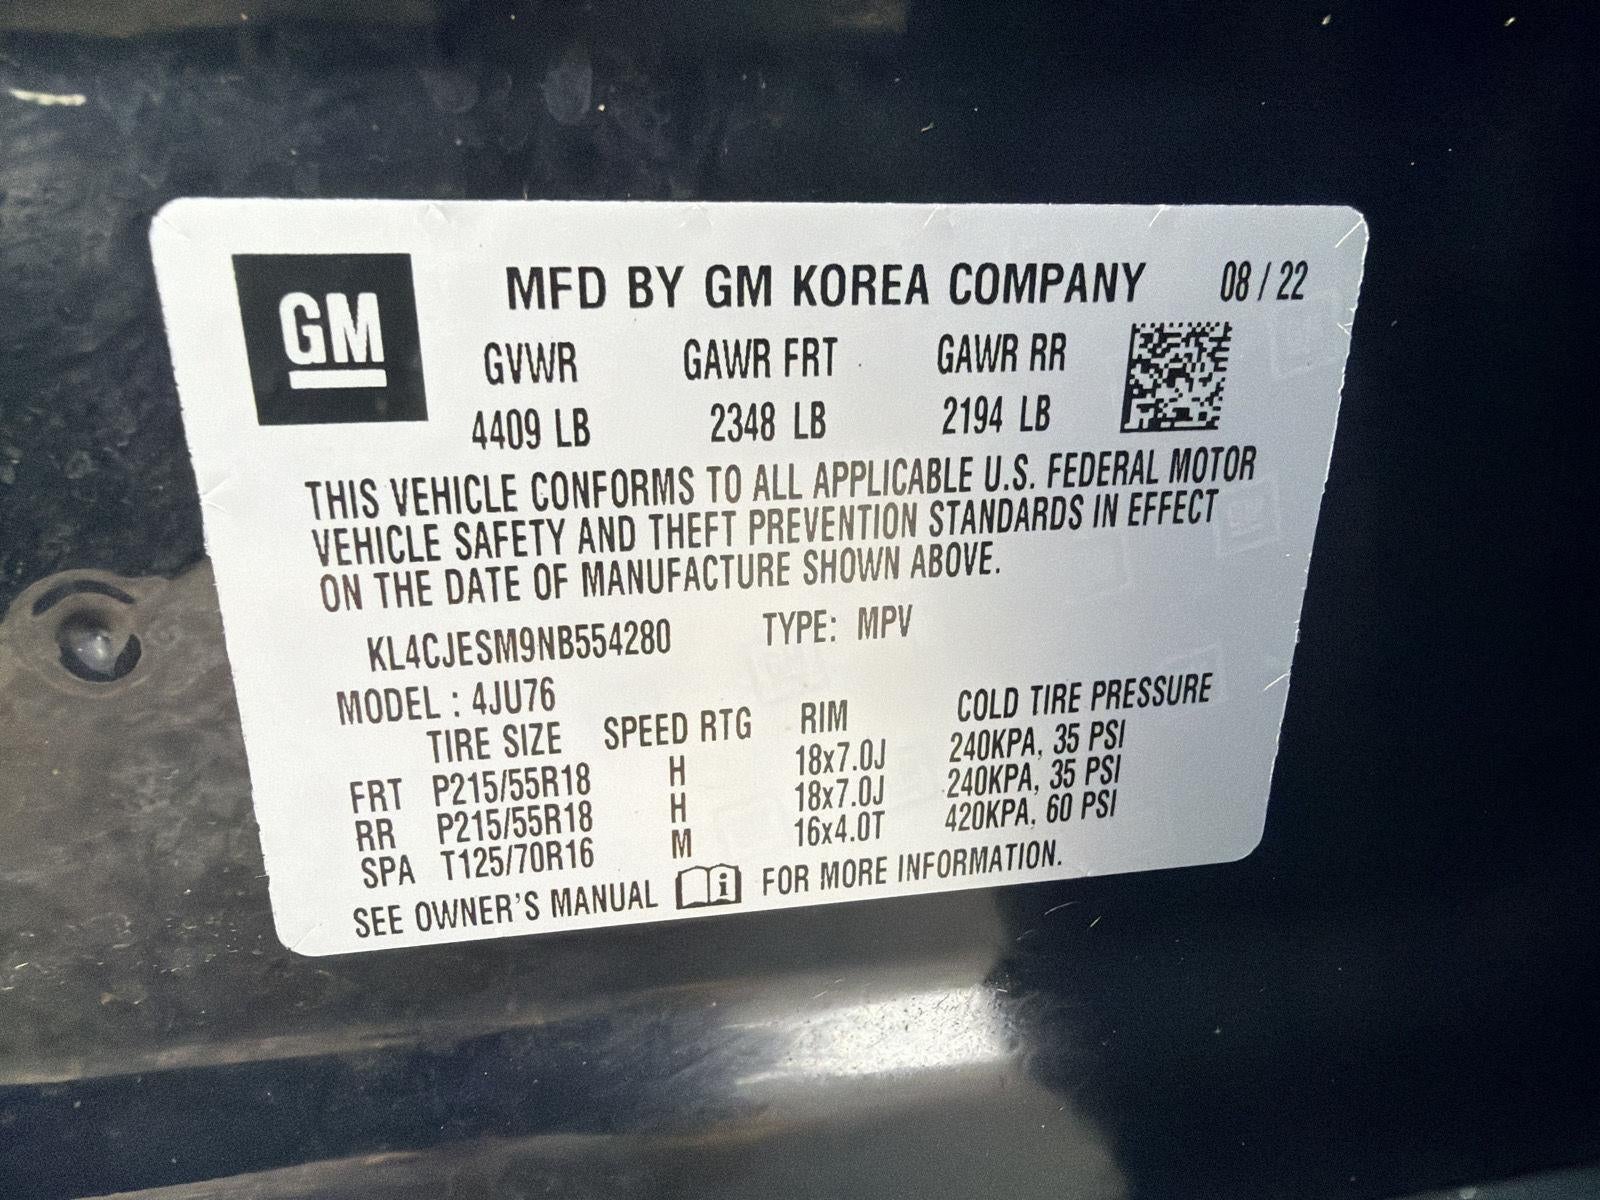 GM MFD BY GM KOREA COMPANY 08 / 22
GVWR GAWR FRT GAWR RR
4409 LB 2348 LB 2194 LB
THIS VEHICLE CONFORMS TO ALL APPLICABLE U.S. FEDERAL MOTOR
VEHICLE SAFETY AND THEFT PREVENTION STANDARDS IN EFFECT
ON THE DATE OF MANUFACTURE SHOWN ABOVE.
KL4CJESM9NB554280 TYPE: MPV
MODEL : 4JU76
TIRE SIZE SPEED RTG RIM COLD TIRE PRESSURE
FRT P215/55R18 H 18x7.0J 240KPA, 35 PSI
RR P215/55R18 H 18x7.0J 240KPA, 35 PSI
SPA T125/70R16 M 16x4.0T 420KPA, 60 PSI
SEE OWNER'S MANUAL FOR MORE INFORMATION.